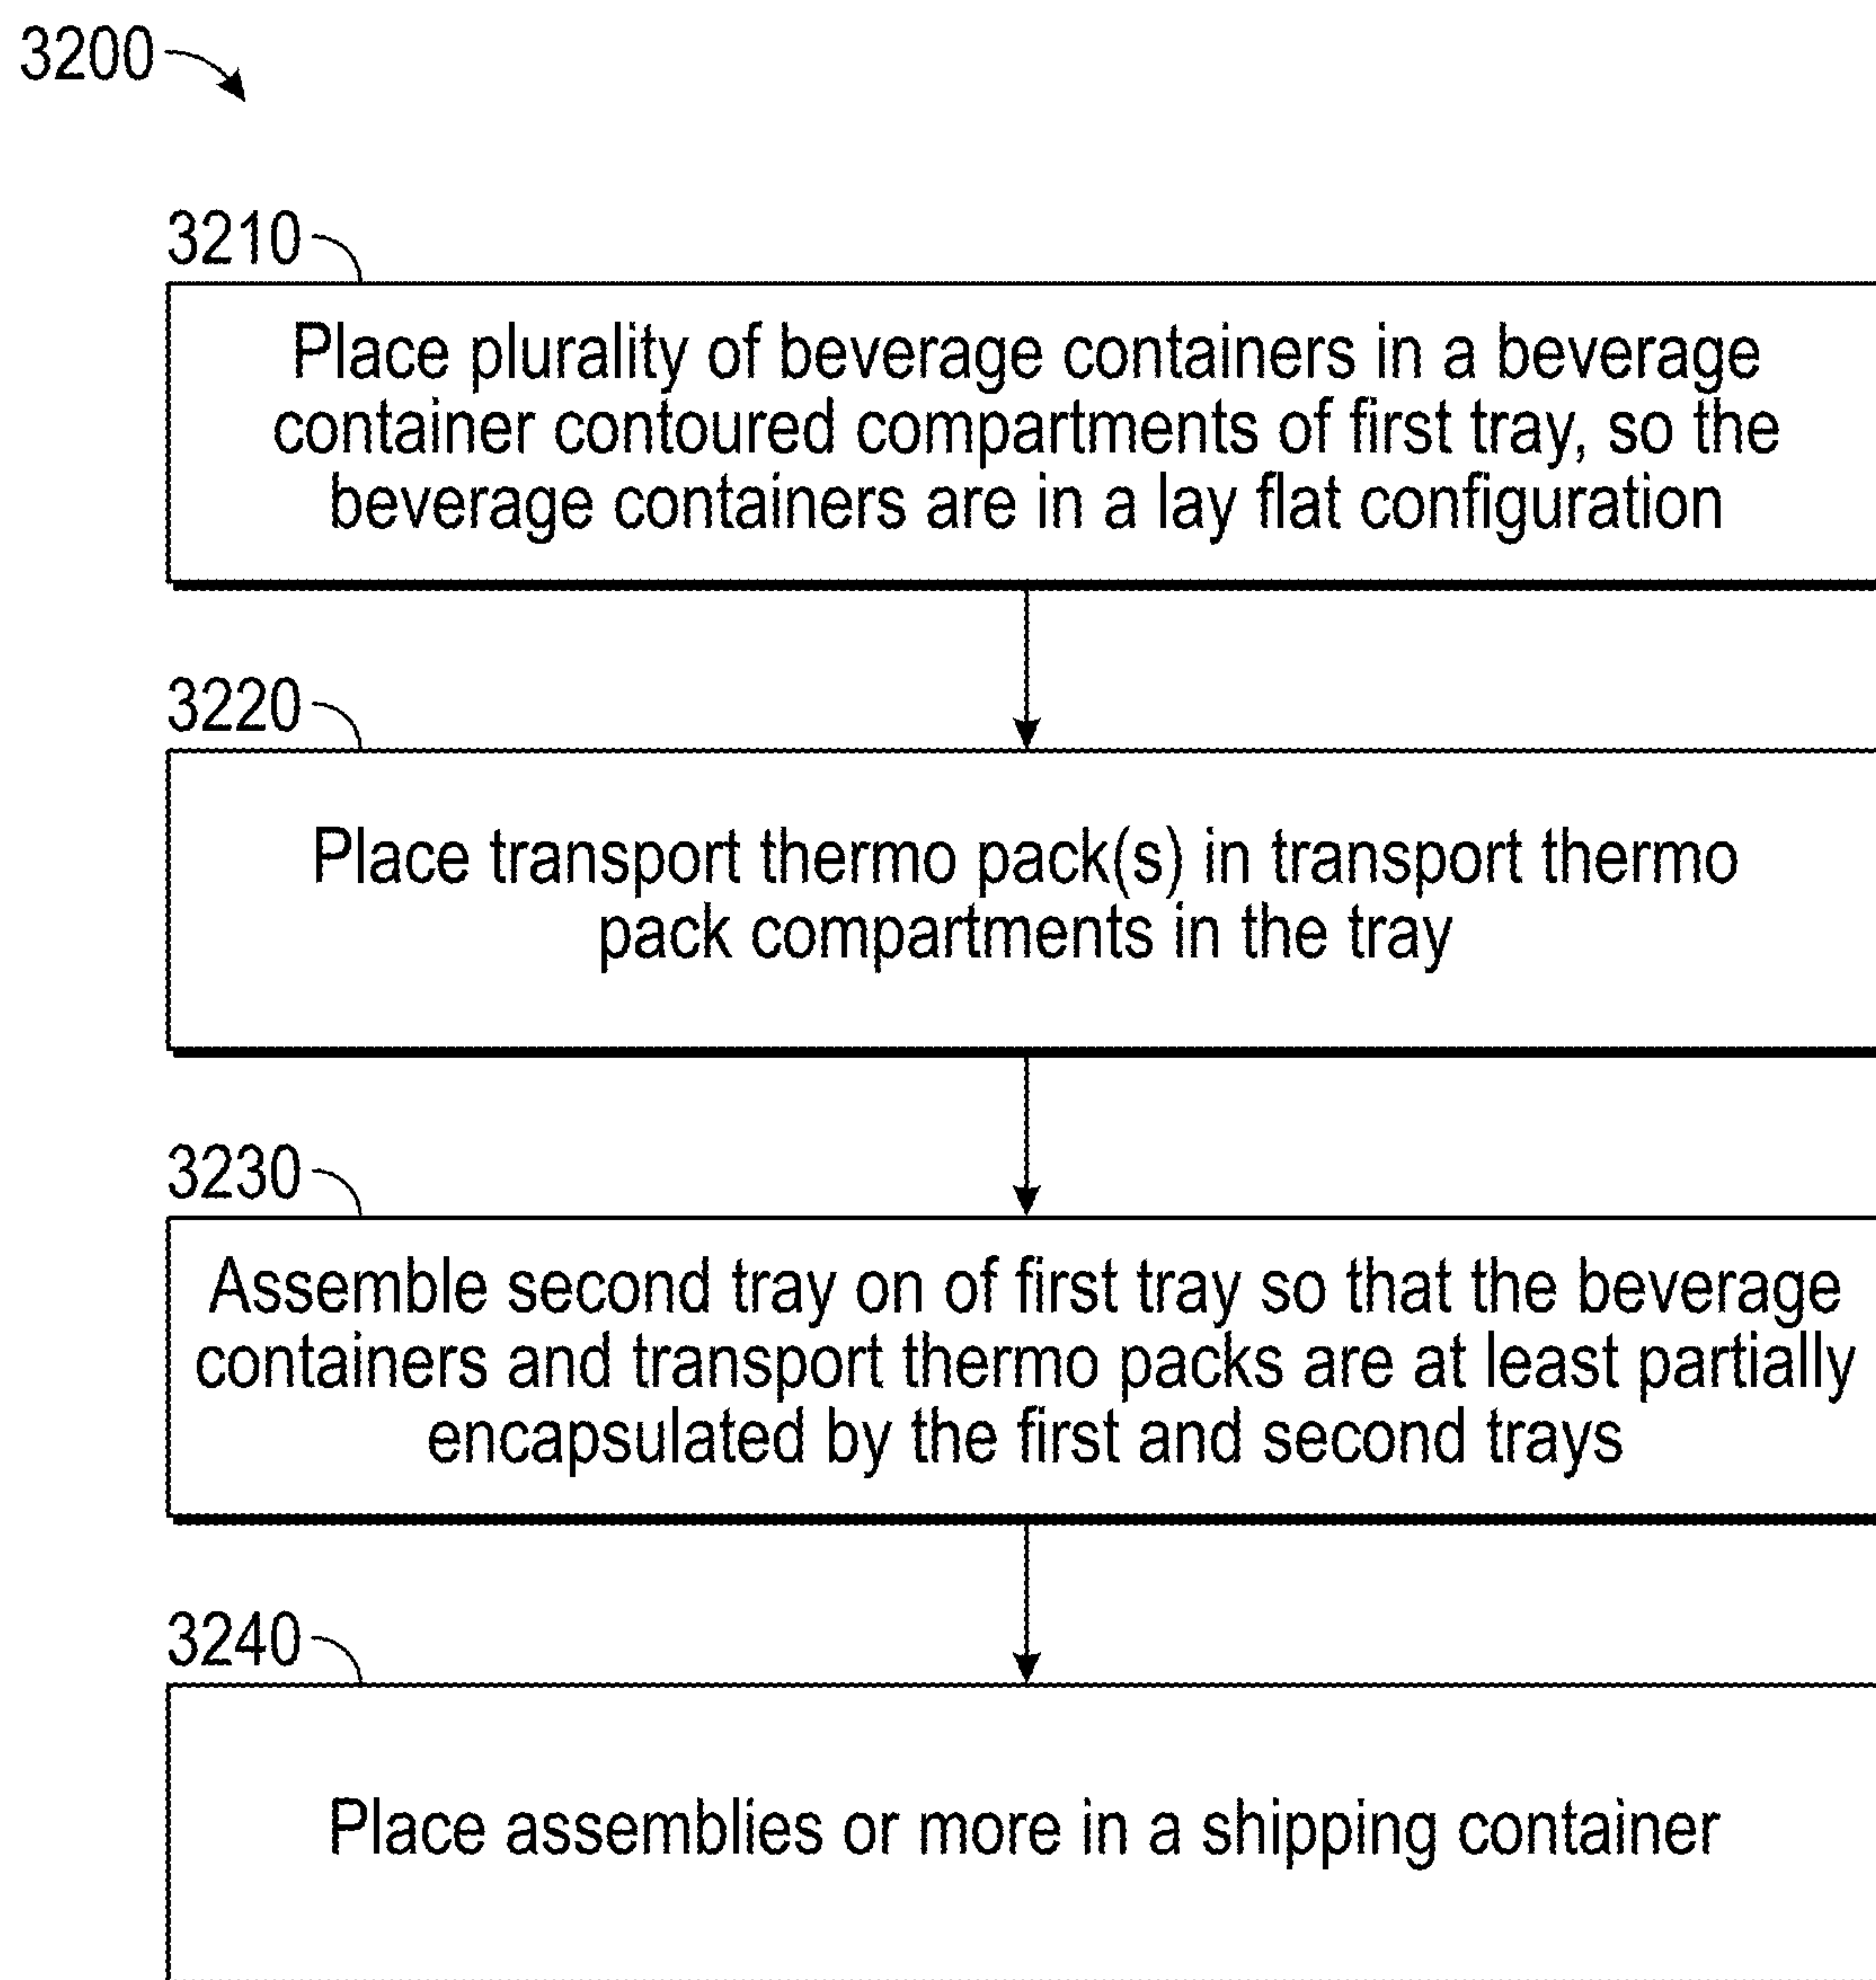 3200
3210
Place plurality of beverage containers in a beverage
container contoured compartments of first tray, so the
beverage containers are in a lay flat configuration
3220
Place transport thermo pack(s) in transport thermo
pack compartments in the tray
3230
Assemble second tray on of first tray so that the beverage
containers and transport thermo packs are at least partially
encapsulated by the first and second trays
3240
Place assemblies or more in a shipping container